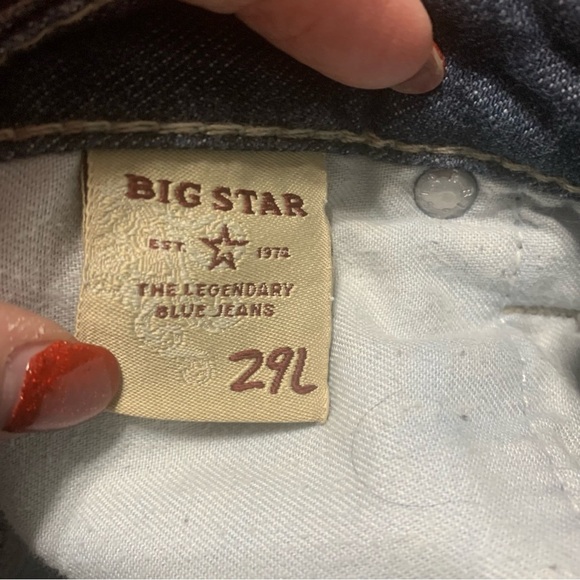 BIG STAR
EST. 1974
THE LEGENDARY
BLUE JEANS
29L